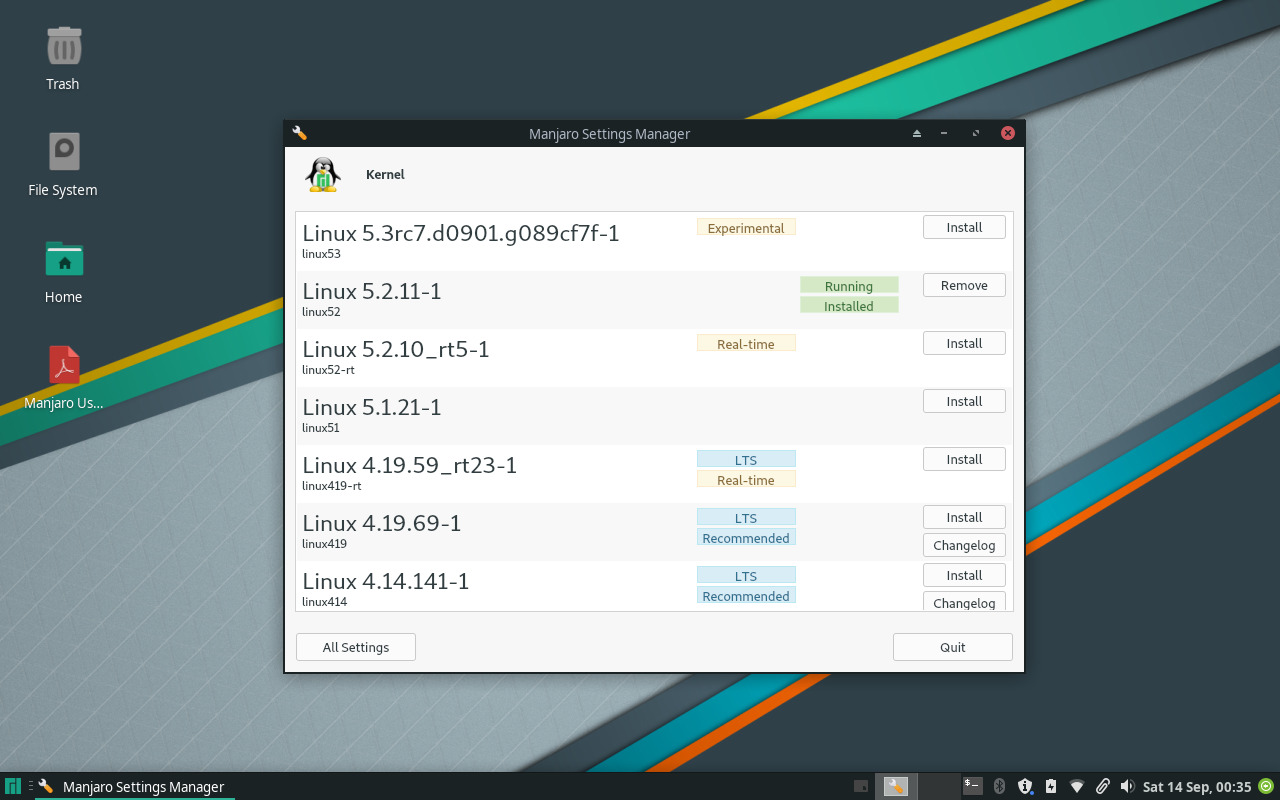 Trash
File System
Home
Manjaro Us...
Manjaro Settings Manager
Kernel
Linux 5.3rc7.d0901.g089cf7f-1
linux53
Experimental
Install
Linux 5.2.11-1
linux52
Running
Installed
Remove
Linux 5.2.10_rt5-1
linux52-rt
Real-time
Install
Linux 5.1.21-1
linux51
Install
Linux 4.19.59_rt23-1
linux419-rt
LTS
Real-time
Install
Linux 4.19.69-1
linux419
LTS
Recommended
Install
Changelog
Linux 4.14.141-1
linux414
LTS
Recommended
Install
Changelog
All Settings
Quit
Manjaro Settings Manager
Sat 14 Sep, 00:35